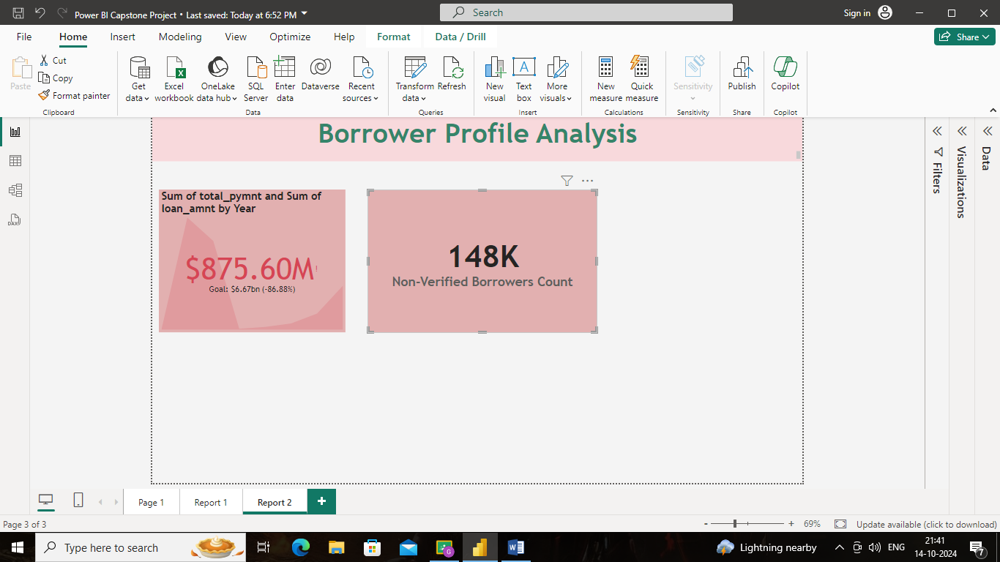 Power BI Capstone Project • Last saved: Today at 6:52 PM
Search
Sign in
File
Home
Insert
Modeling
View
Optimize
Help
Format
Data / Drill
Share
Paste
Cut
Copy
Format painter
Clipboard
Get
data
Excel
workbook
OneLake
data hub
SQL
Server
Enter
data
Dataverse
Recent
sources
Data
Transform
data
Refresh
Queries
New
visual
Text
box
More
visuals
Insert
New
measure
Quick
measure
Calculations
Sensitivity
Sensitivity
Publish
Share
Copilot
Copilot
DAX
Borrower Profile Analysis
Sum of total_pymnt and Sum of
loan_amnt by Year
$875.60M!
Goal: $6.67bn (-86.88%)
148K
Non-Verified Borrowers Count
Filters
Visualizations
Data
Page 1
Report 1
Report 2
Page 3 of 3
69%
Update available (click to download)
Type here to search
Lightning nearby
ENG
21:41
14-10-2024
7